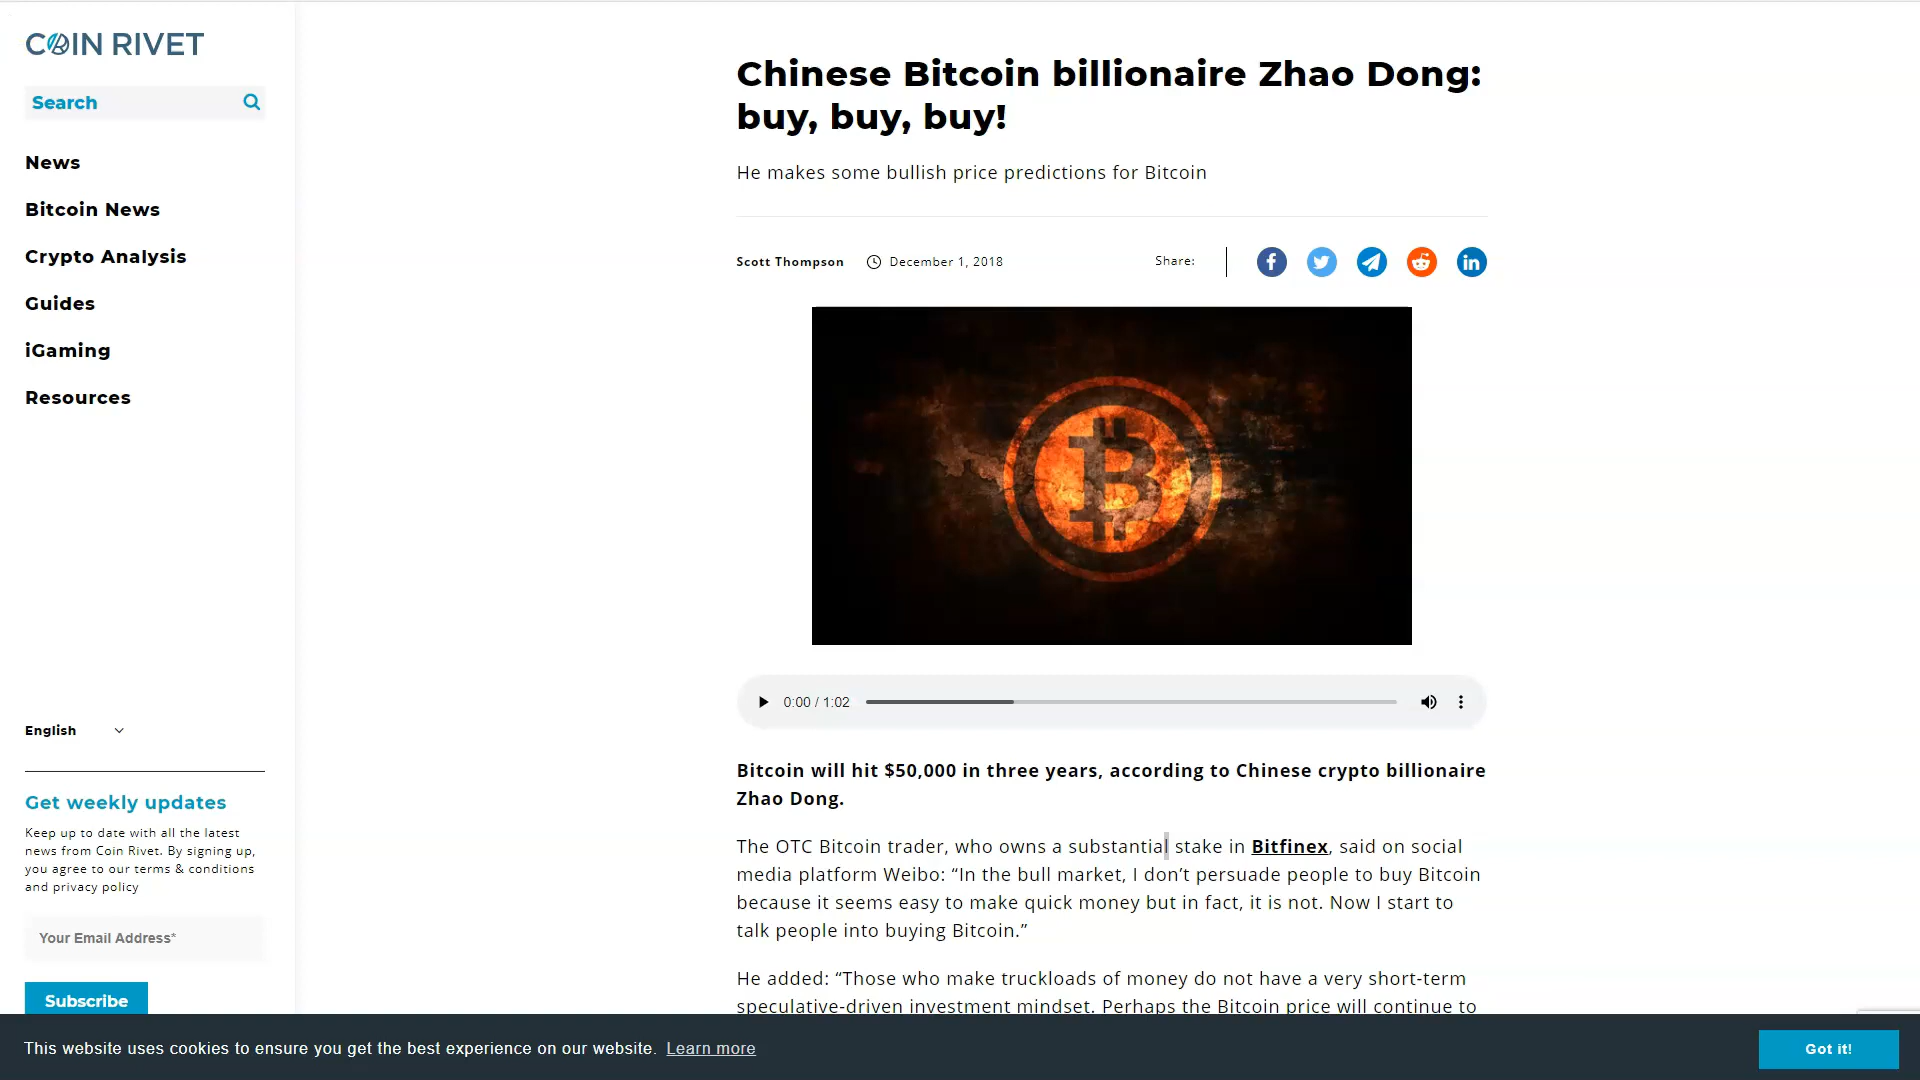 COIN RIVET
Search
News
Bitcoin News
Crypto Analysis
Guides
iGaming
Resources
English
Get weekly updates
Keep up to date with all the latest
news from Coin Rivet. By signing up,
you agree to our terms & conditions
and privacy policy
Your Email Address*
Subscribe
Chinese Bitcoin billionaire Zhao Dong:
buy, buy, buy!
He makes some bullish price predictions for Bitcoin
Scott Thompson December 1, 2018 Share:
0:00 / 1:02
Bitcoin will hit $50,000 in three years, according to Chinese crypto billionaire
Zhao Dong.
The OTC Bitcoin trader, who owns a substantial stake in Bitfinex, said on social
media platform Weibo: “In the bull market, I don’t persuade people to buy Bitcoin
because it seems easy to make quick money but in fact, it is not. Now I start to
talk people into buying Bitcoin.”
He added: “Those who make truckloads of money do not have a very short-term
speculative-driven investment mindset. Perhaps the Bitcoin price will continue to
This website uses cookies to ensure you get the best experience on our website. Learn more
Got it!